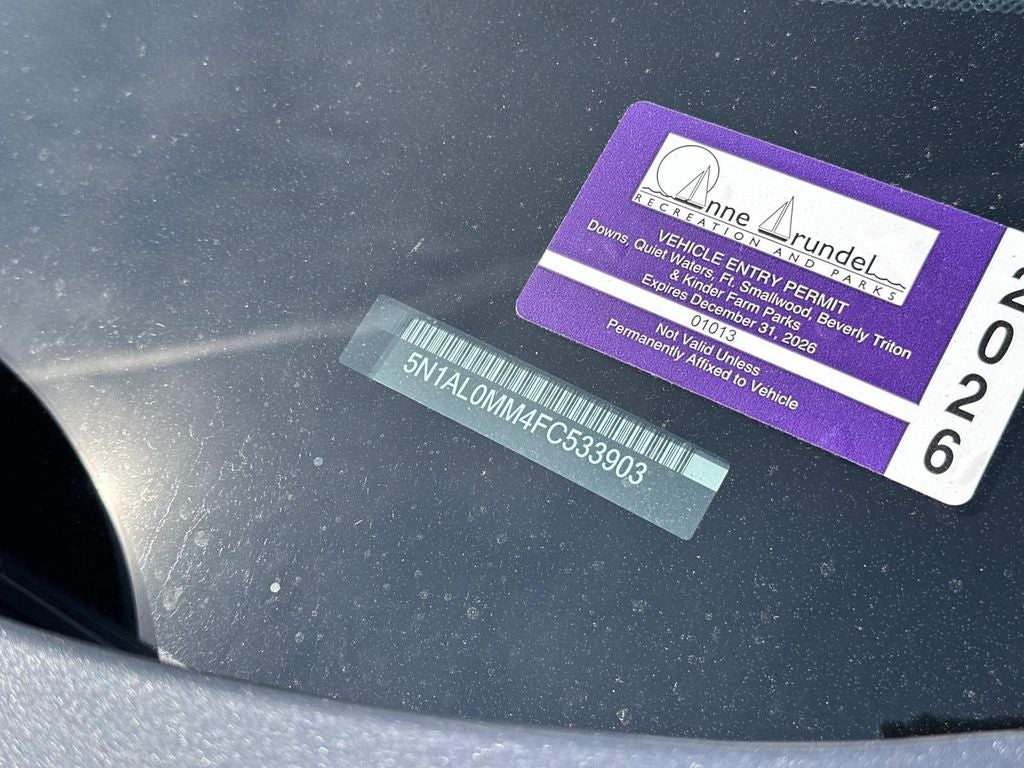 Anne Arundel
RECREATION AND PARKS
VEHICLE ENTRY PERMIT
Downs, Quiet Waters, Ft. Smallwood, Beverly Triton
& Kinder Farm Parks
Expires December 31, 2026
01013
Not Valid Unless
Permanently Affixed to Vehicle
2026
5N1AL0MM4FC533903